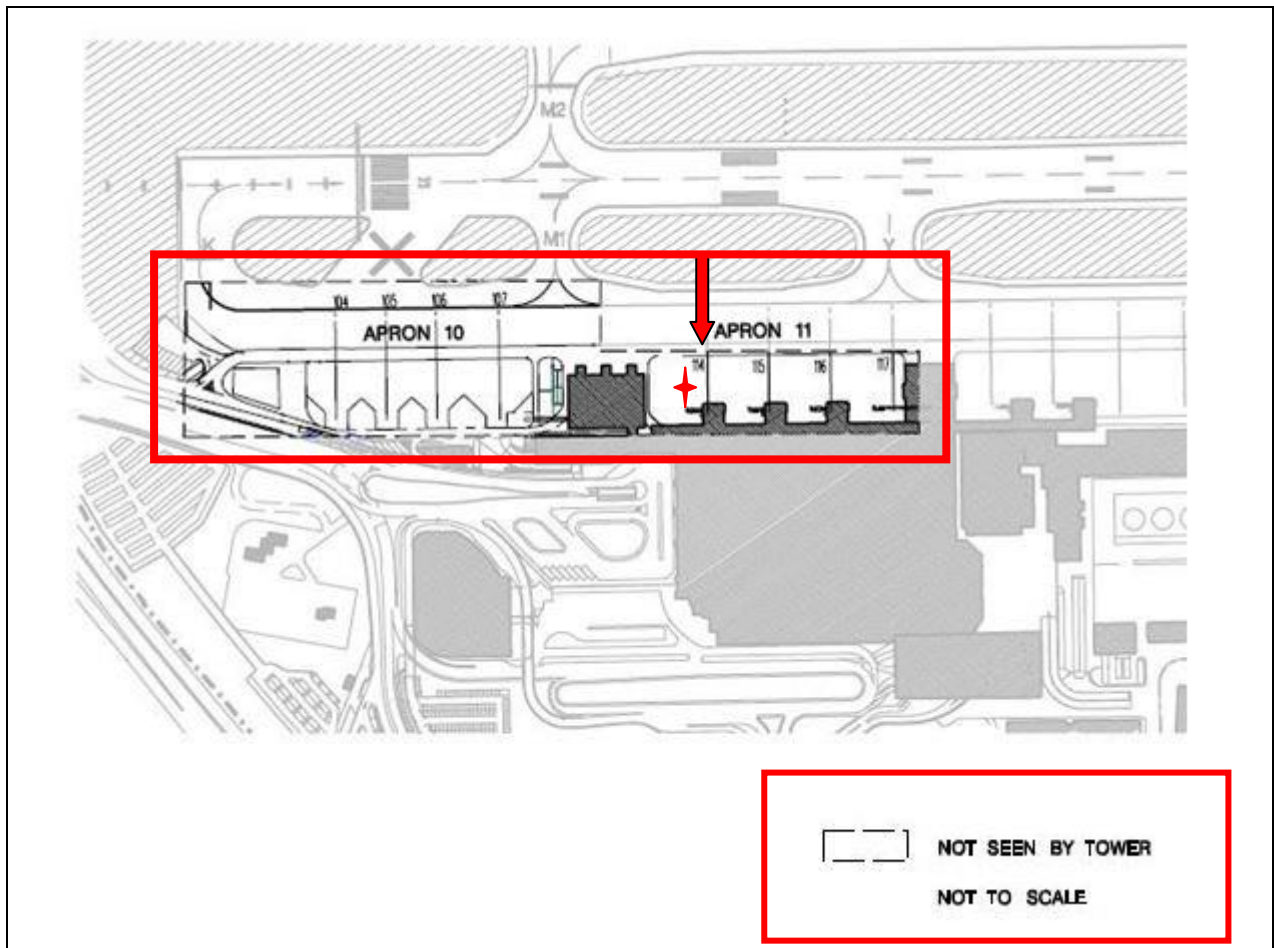 M2
K
M1
Y
104
105
106
107
APRON 10
APRON 11
114
115
116
117
NOT SEEN BY TOWER
NOT TO SCALE